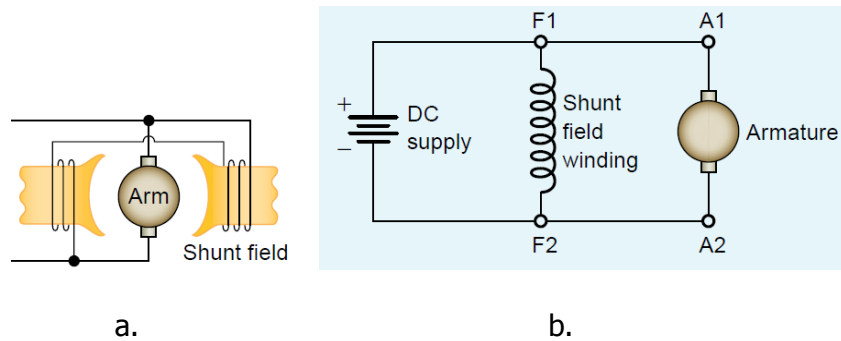 Arm
Shunt field
a.
F1
A1
+
DC
supply
−
Shunt
field
winding
Armature
F2
A2
b.